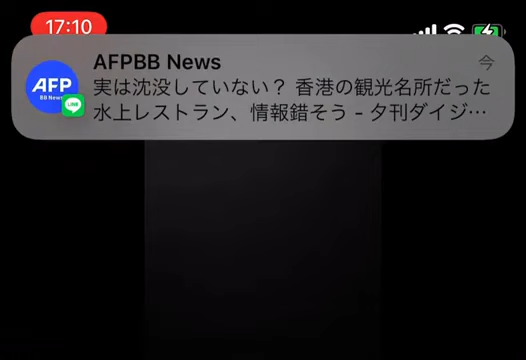 17:10
AFPBB News
今
実は沈没していない？ 香港の観光名所だった
水上レストラン、情報錯そう - 夕刊ダイジ…
AFP
BB News
LINE